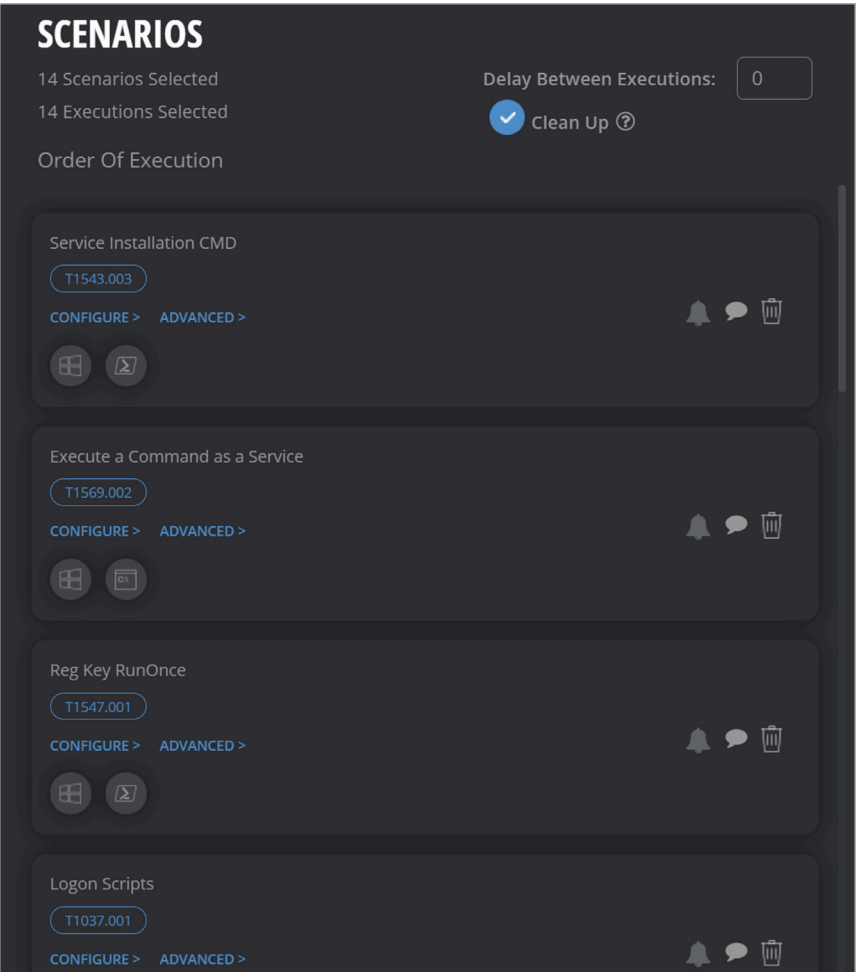 SCENARIOS
14 Scenarios Selected
Delay Between Executions: 0
14 Executions Selected
Clean Up ?
Order Of Execution
Service Installation CMD
T1543.003
CONFIGURE > ADVANCED >
Execute a Command as a Service
T1569.002
CONFIGURE > ADVANCED >
C:\
Reg Key RunOnce
T1547.001
CONFIGURE > ADVANCED >
Logon Scripts
T1037.001
CONFIGURE > ADVANCED >